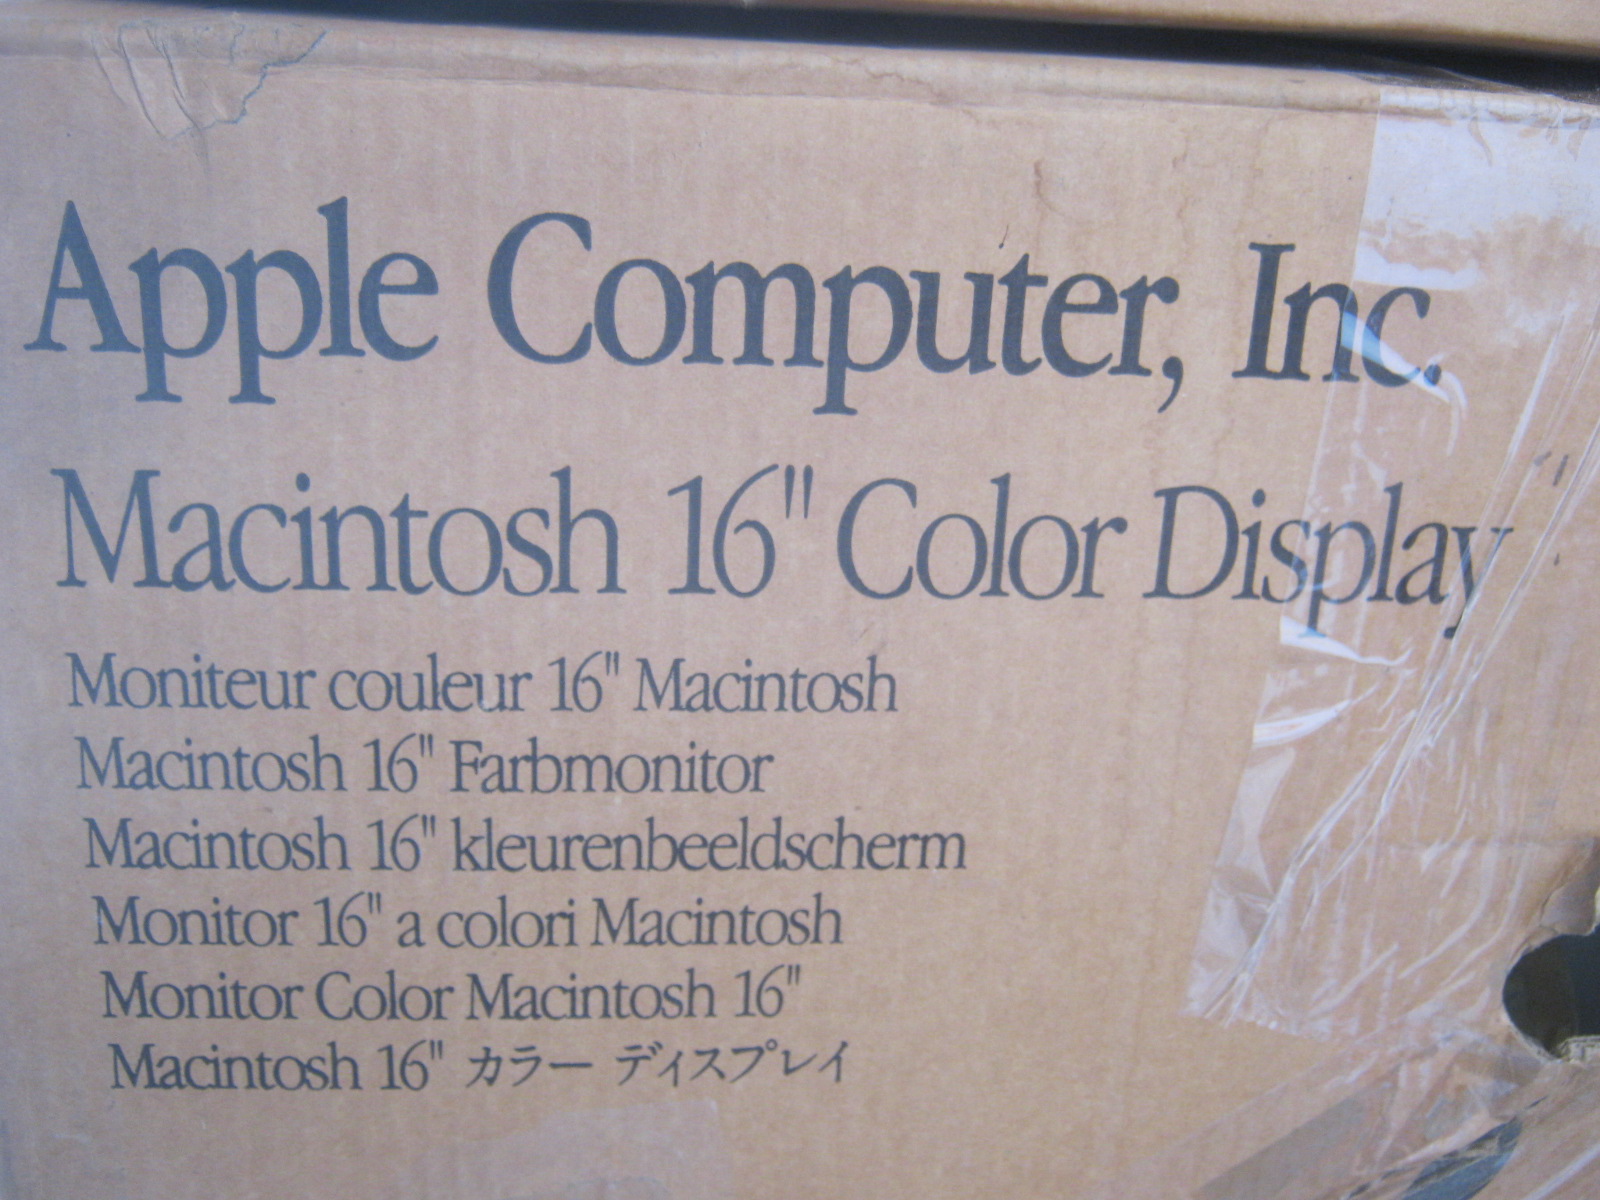 Apple Computer, Inc.
Macintosh 16" Color Display
Moniteur couleur 16" Macintosh
Macintosh 16" Farbmonitor
Macintosh 16" kleurenbeeldscherm
Monitor 16" a colori Macintosh
Monitor Color Macintosh 16"
Macintosh 16" カラー ディスプレイ